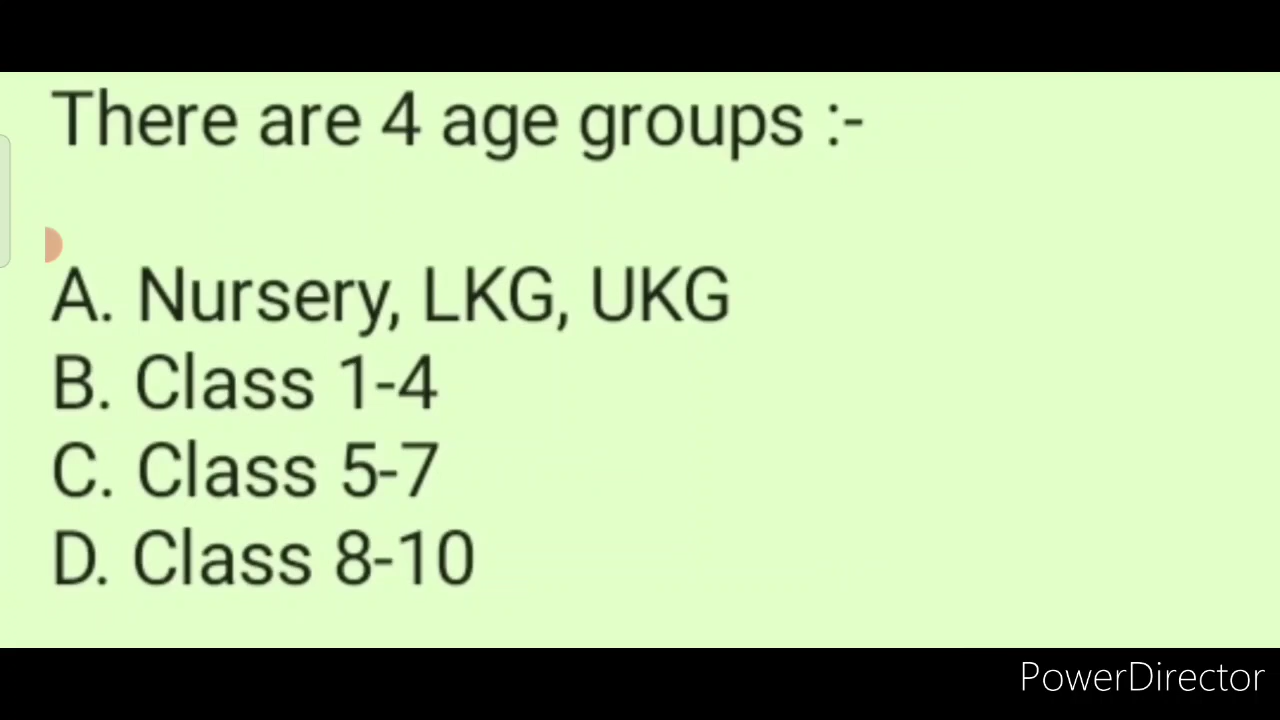 There are 4 age groups :-
A. Nursery, LKG, UKG
B. Class 1-4
C. Class 5-7
D. Class 8-10
PowerDirector